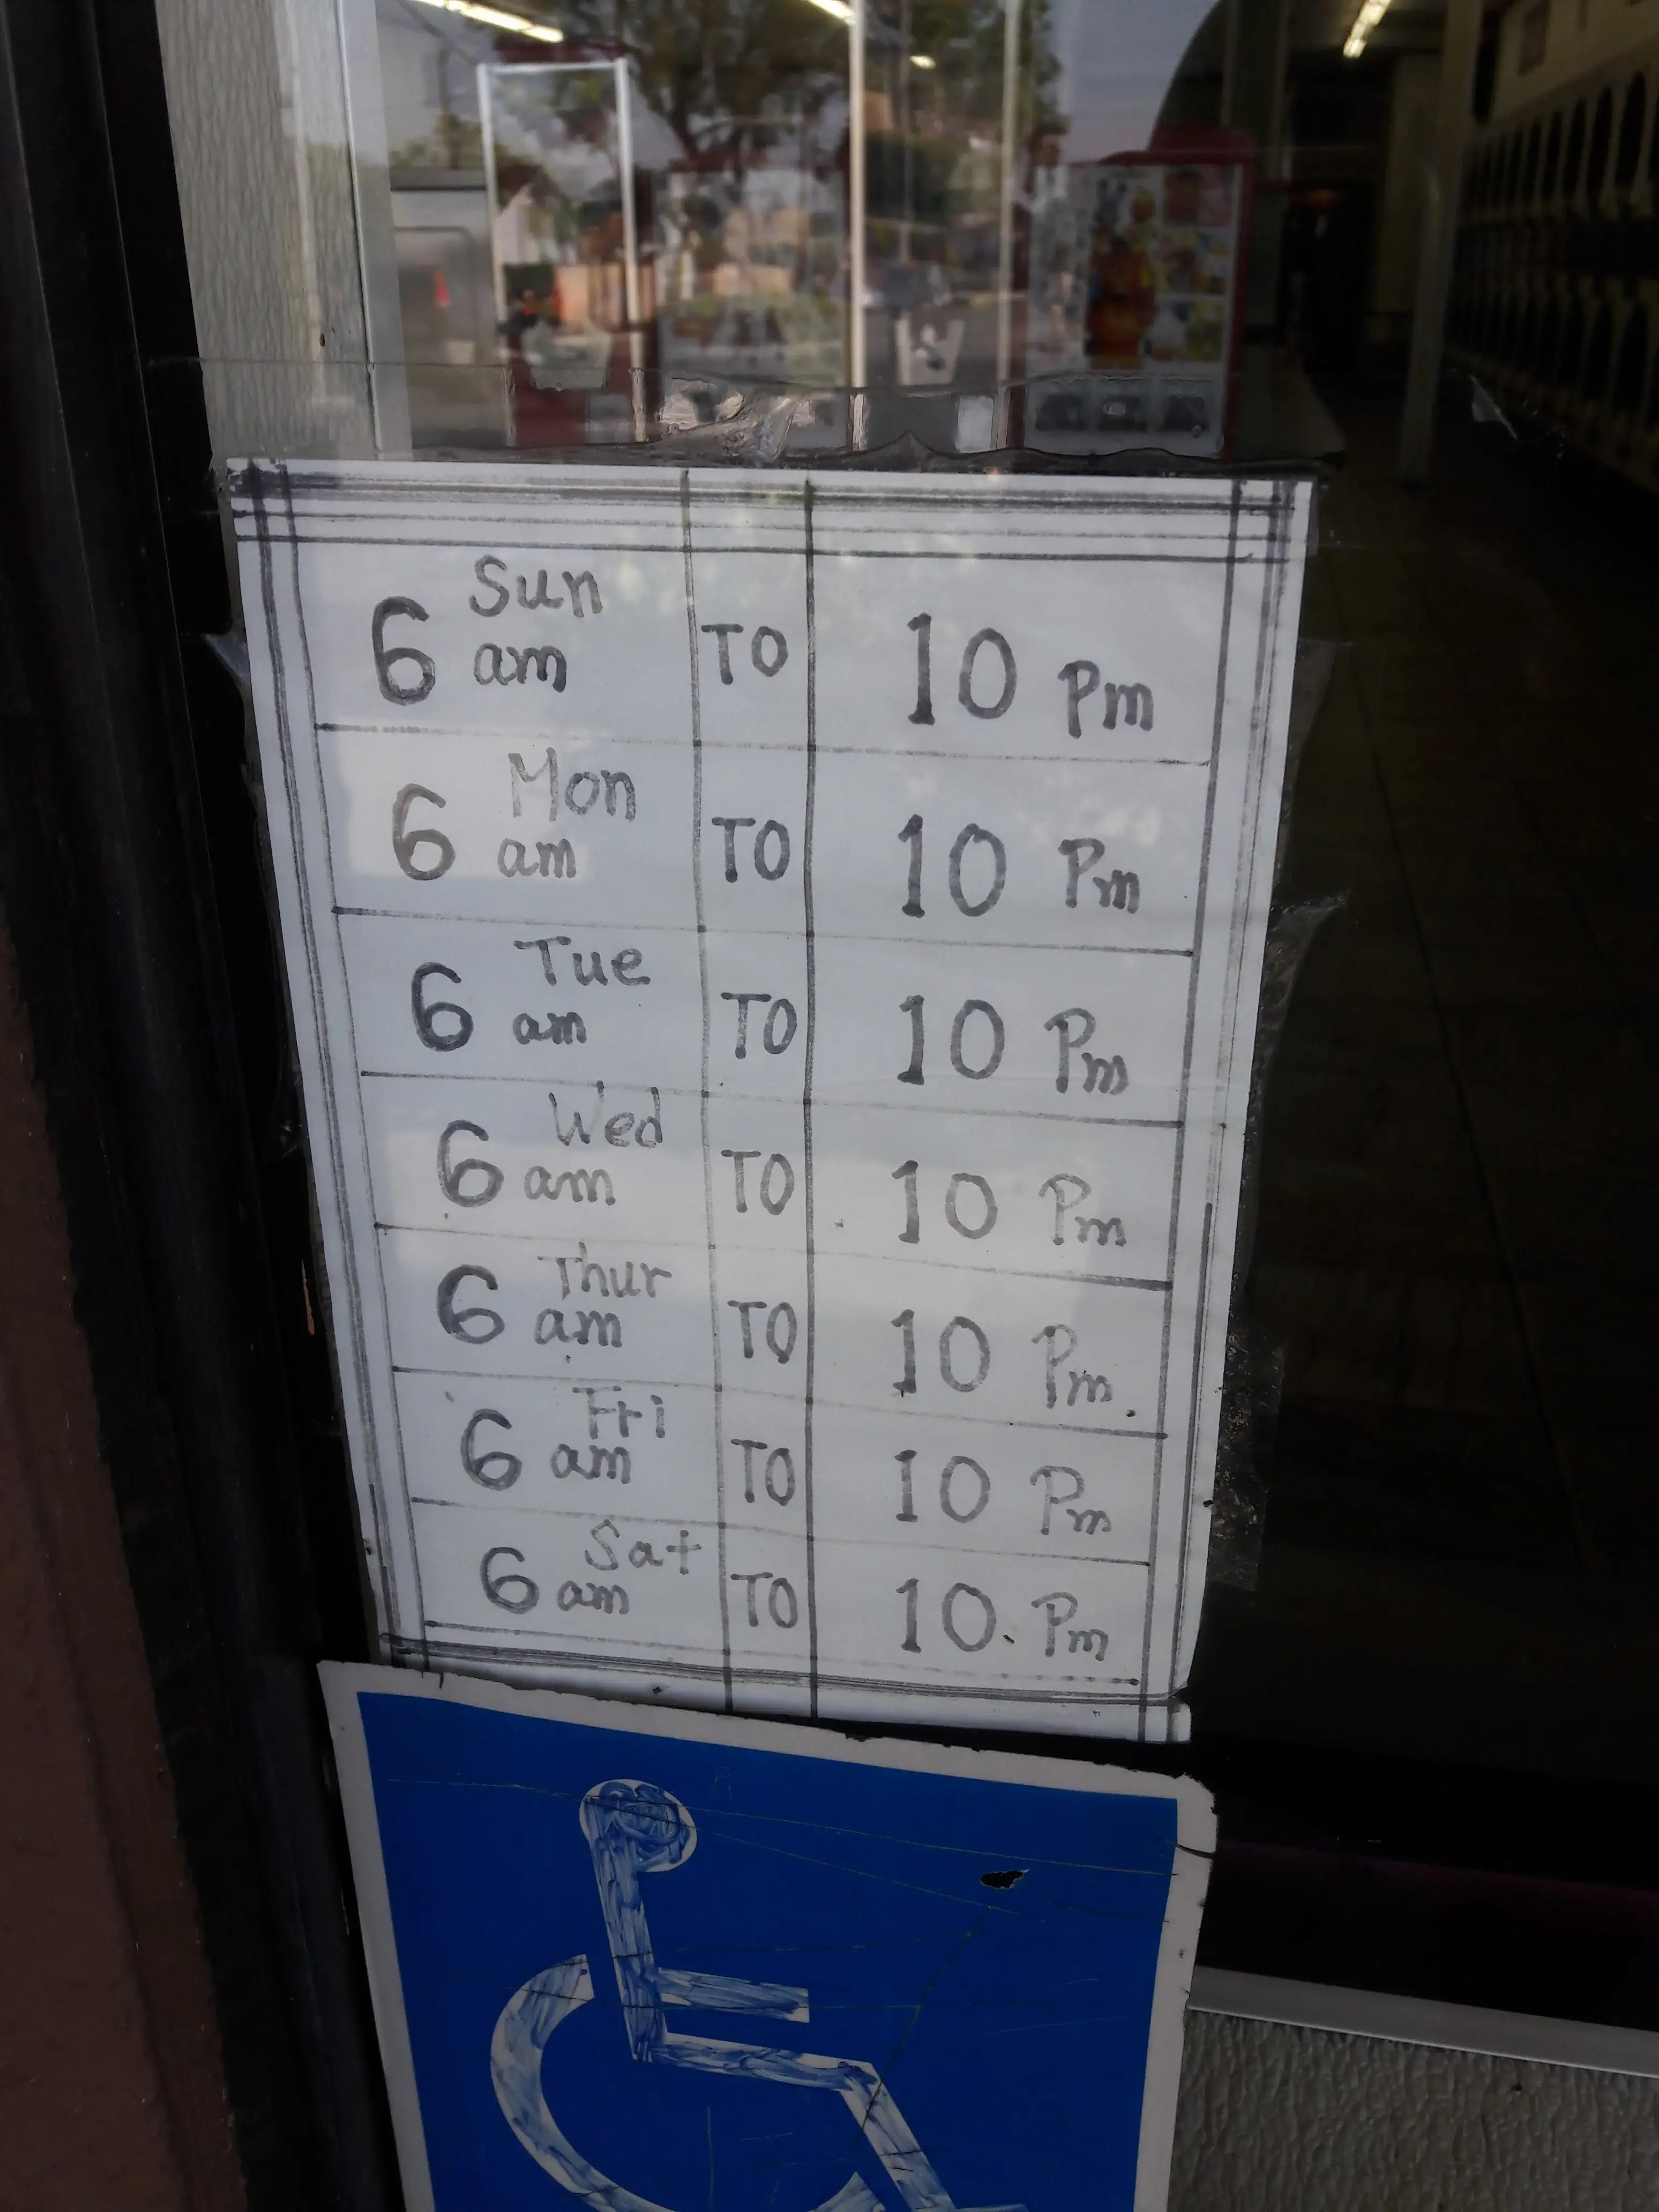 Sun
6 am TO 10 Pm
Mon
6 am TO 10 Pm
Tue
6 am TO 10 Pm
Wed
6 am TO 10 Pm
Thur
6 am TO 10 Pm.
Fri
6 am TO 10 Pm
Sat
6 am TO 10. Pm